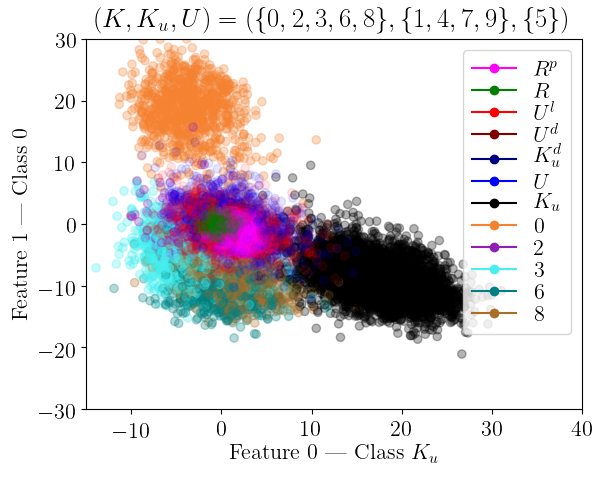 (K, K_u, U) = ({0, 2, 3, 6, 8}, {1, 4, 7, 9}, {5})
30
20
10
0
−10
−20
−30
Feature 1 — Class 0
−10 0 10 20 30 40
Feature 0 — Class K_u
R^p
R
U^l
U^d
K_u^d
U
K_u
0
2
3
6
8